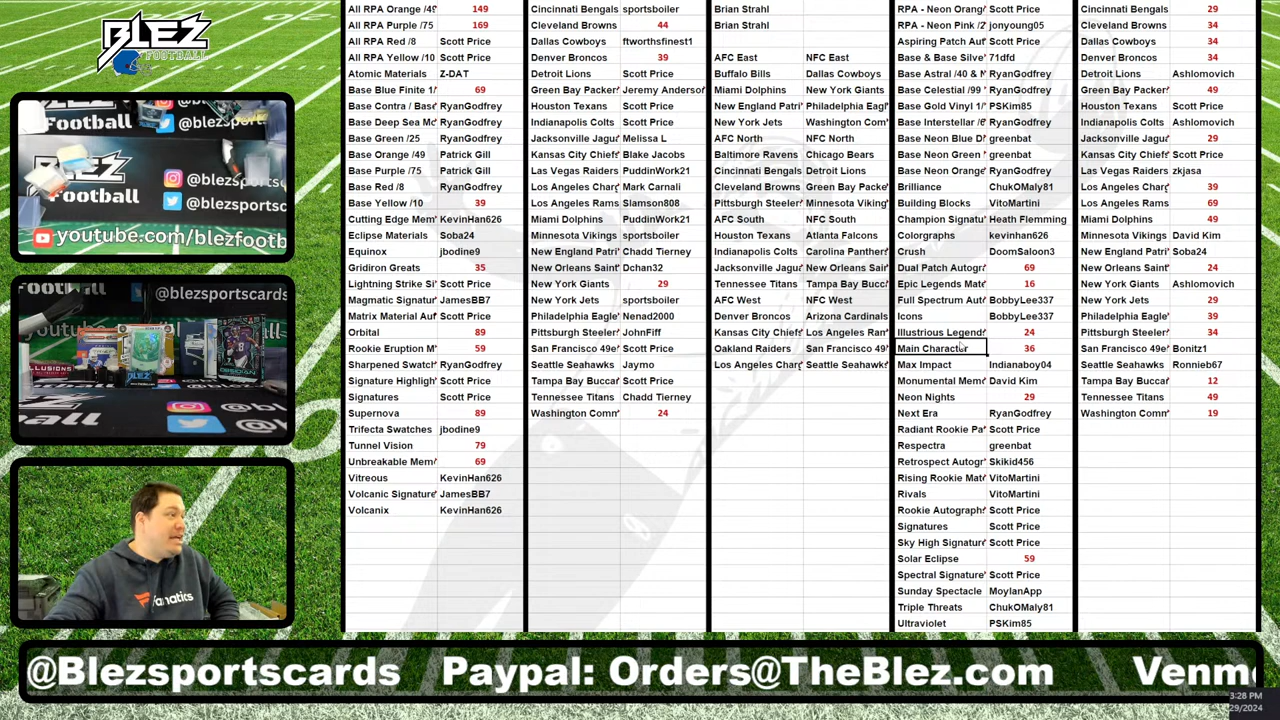 BLEZ
FOOTBALL
Football
@blezsp
Football
@blezsports
@blezsport
youtube.com/blezfootb
@blezsportscards
ILLUSIONS
OBSIDIAN
Fanatics
All RPA Orange /49 149
All RPA Purple /75 169
All RPA Red /8 Scott Price
All RPA Yellow /10 Scott Price
Atomic Materials Z-DAT
Base Blue Finite 1/ 69
Base Contra / Base RyanGodfrey
Base Deep Sea Mo RyanGodfrey
Base Green /25 RyanGodfrey
Base Orange /49 Patrick Gill
Base Purple /75 Patrick Gill
Base Red /8 RyanGodfrey
Base Yellow /10 39
Cutting Edge Mem KevinHan626
Eclipse Materials Soba24
Equinox jbodine9
Gridiron Greats 35
Lightning Strike Si Scott Price
Magmatic Signatur JamesBB7
Matrix Material Aut Scott Price
Orbital 89
Rookie Eruption M 59
Sharpened Swatch RyanGodfrey
Signature Highligh Scott Price
Signatures Scott Price
Supernova 89
Trifecta Swatches jbodine9
Tunnel Vision 79
Unbreakable Mem 69
Vitreous KevinHan626
Volcanic Signature JamesBB7
Volcanix KevinHan626
Cincinnati Bengals sportsboiler
Cleveland Browns 44
Dallas Cowboys ftworthsfinest1
Denver Broncos 39
Detroit Lions Scott Price
Green Bay Packer Jeremy Anderso
Houston Texans Scott Price
Indianapolis Colts Scott Price
Jacksonville Jagu Melissa L
Kansas City Chiefs Blake Jacobs
Las Vegas Raiders PuddinWork21
Los Angeles Charg Mark Carnali
Los Angeles Rams Slamson808
Miami Dolphins PuddinWork21
Minnesota Vikings sportsboiler
New England Patri Chadd Tierney
New Orleans Saint Dchan32
New York Giants 29
New York Jets sportsboiler
Philadelphia Eagle Nenad2000
Pittsburgh Steeler JohnFiff
San Francisco 49e Scott Price
Seattle Seahawks Jaymo
Tampa Bay Buccar Scott Price
Tennessee Titans Chadd Tierney
Washington Comm 24
Brian Strahl
Brian Strahl
AFC East NFC East
Buffalo Bills Dallas Cowboys
Miami Dolphins New York Giants
New England Patri Philadelphia Eagl
New York Jets Washington Com
AFC North NFC North
Baltimore Ravens Chicago Bears
Cincinnati Bengals Detroit Lions
Cleveland Browns Green Bay Packe
Pittsburgh Steeler Minnesota Viking
AFC South NFC South
Houston Texans Atlanta Falcons
Indianapolis Colts Carolina Panther
Jacksonville Jagu New Orleans Sain
Tennessee Titans Tampa Bay Bucc
AFC West NFC West
Denver Broncos Arizona Cardinals
Kansas City Chiefs Los Angeles Ram
Oakland Raiders San Francisco 49
Los Angeles Charg Seattle Seahawk
RPA - Neon Orang Scott Price
RPA - Neon Pink /2 jonyoung05
Aspiring Patch Aut Scott Price
Base & Base Silve 71dfd
Base Astral /40 & N RyanGodfrey
Base Celestial /99 RyanGodfrey
Base Gold Vinyl 1/ PSKim85
Base Interstellar /6 RyanGodfrey
Base Neon Blue D greenbat
Base Neon Green greenbat
Base Neon Orange RyanGodfrey
Brilliance ChukOMaly81
Building Blocks VitoMartini
Champion Signatu Heath Flemming
Colorgraphs kevinhan626
Crush DoomSaloon3
Dual Patch Autogr 69
Epic Legends Mat 16
Full Spectrum Aut BobbyLee337
Icons BobbyLee337
Illustrious Legend 24
Main Character 36
Max Impact Indianaboy04
Monumental Mem David Kim
Neon Nights 29
Next Era RyanGodfrey
Radiant Rookie Pa Scott Price
Respectra greenbat
Retrospect Autogr Skikid456
Rising Rookie Mat VitoMartini
Rivals VitoMartini
Rookie Autograph Scott Price
Signatures Scott Price
Sky High Signatur Scott Price
Solar Eclipse 59
Spectral Signature Scott Price
Sunday Spectacle MoylanApp
Triple Threats ChukOMaly81
Ultraviolet PSKim85
Cincinnati Bengals 29
Cleveland Browns 34
Dallas Cowboys 34
Denver Broncos 34
Detroit Lions Ashlomovich
Green Bay Packer 49
Houston Texans Scott Price
Indianapolis Colts Ashlomovich
Jacksonville Jagu 29
Kansas City Chiefs Scott Price
Las Vegas Raiders zkjasa
Los Angeles Charg 39
Los Angeles Rams 69
Miami Dolphins 49
Minnesota Vikings David Kim
New England Patri Soba24
New Orleans Saint 24
New York Giants Ashlomovich
New York Jets 29
Philadelphia Eagle 39
Pittsburgh Steeler 34
San Francisco 49e Bonitz1
Seattle Seahawks Ronnieb67
Tampa Bay Buccar 12
Tennessee Titans 49
Washington Comm 19
@Blezsportscards Paypal: Orders@TheBlez.com Venm
3:28 PM
29/2024